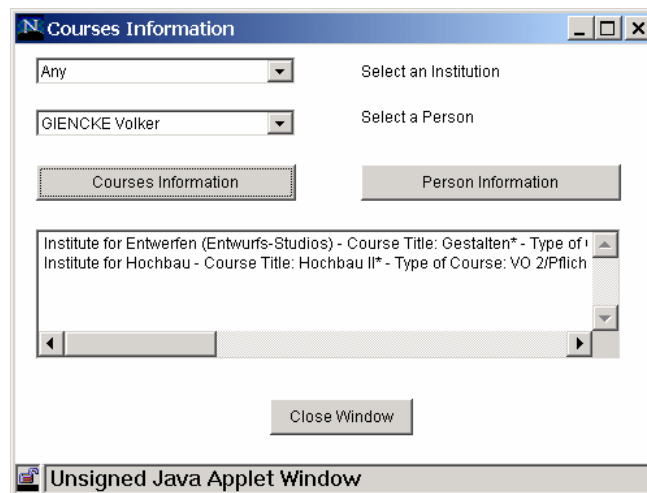 N Courses Information
Any Select an Institution
GIENCKE Volker Select a Person
Courses Information Person Information
Institute for Entwerfen (Entwurfs-Studios) - Course Title: Gestalten* - Type of
Institute for Hochbau - Course Title: Hochbau II* - Type of Course: VO 2/Pflich
Close Window
Unsigned Java Applet Window